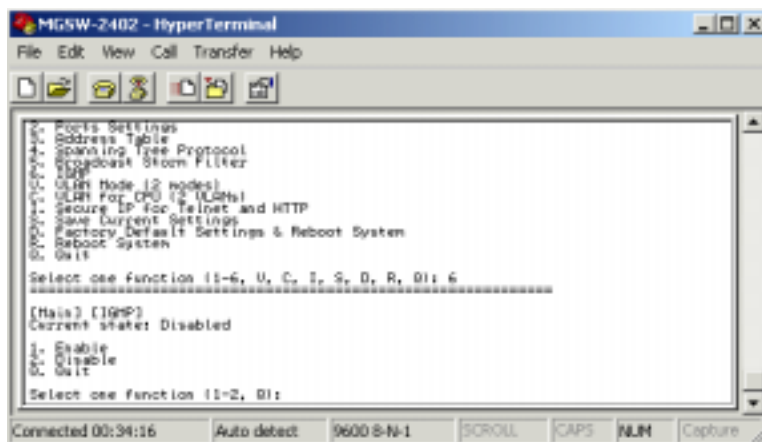 MGSW-2402 - HyperTerminal
File Edit View Call Transfer Help
2. Ports Settings
3. Address Table
4. Spanning Tree Protocol
5. Broadcast Storm Filter
6. IGMP
V. VLAN Mode (2 modes)
C. VLAN for CPU (2 VLANs)
I. Secure IP for Telnet and HTTP
S. Save Current Settings
D. Factory Default Settings & Reboot System
R. Reboot System
Q. Quit
Select one function (1-6, V, C, I, S, D, R, Q): 6
================================================================
[Main] [IGMP]
Current state: Disabled
1. Enable
2. Disable
Q. Quit
Select one function (1-2, Q):
Connected 00:34:16 Auto detect 9600 8-N-1 SCROLL CAPS NUM Capture